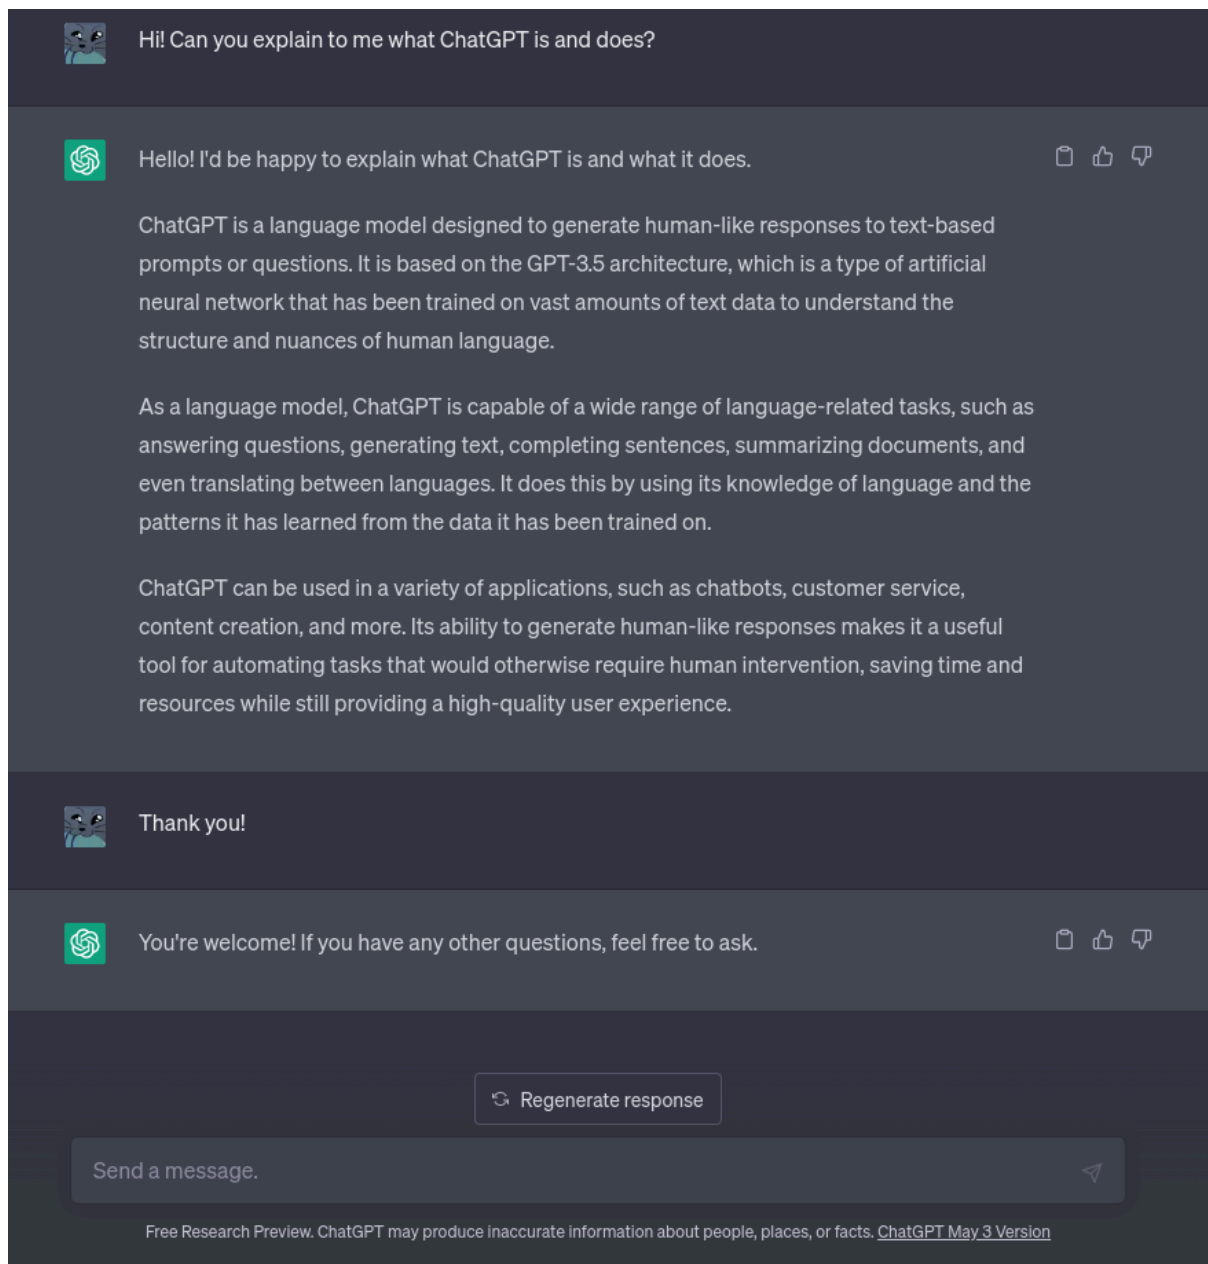 Hi! Can you explain to me what ChatGPT is and does?
Hello! I'd be happy to explain what ChatGPT is and what it does.
ChatGPT is a language model designed to generate human-like responses to text-based
prompts or questions. It is based on the GPT-3.5 architecture, which is a type of artificial
neural network that has been trained on vast amounts of text data to understand the
structure and nuances of human language.
As a language model, ChatGPT is capable of a wide range of language-related tasks, such as
answering questions, generating text, completing sentences, summarizing documents, and
even translating between languages. It does this by using its knowledge of language and the
patterns it has learned from the data it has been trained on.
ChatGPT can be used in a variety of applications, such as chatbots, customer service,
content creation, and more. Its ability to generate human-like responses makes it a useful
tool for automating tasks that would otherwise require human intervention, saving time and
resources while still providing a high-quality user experience.
Thank you!
You're welcome! If you have any other questions, feel free to ask.
Regenerate response
Send a message.
Free Research Preview. ChatGPT may produce inaccurate information about people, places, or facts. ChatGPT May 3 Version